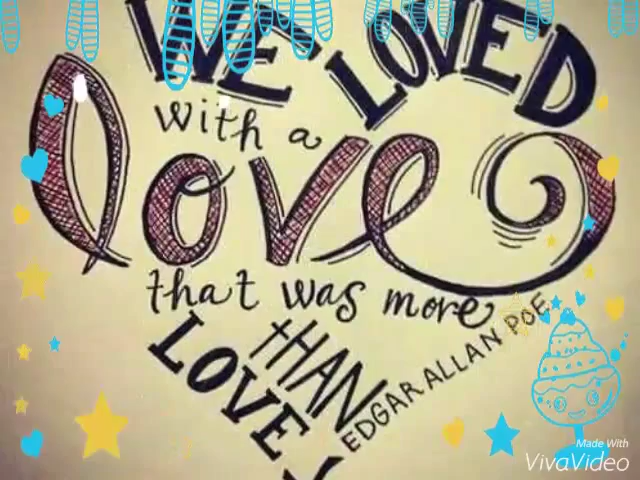 WE LOVED
with a
love
that was more
THAN
LOVE!
EDGAR ALLAN POE
Made With
VivaVideo